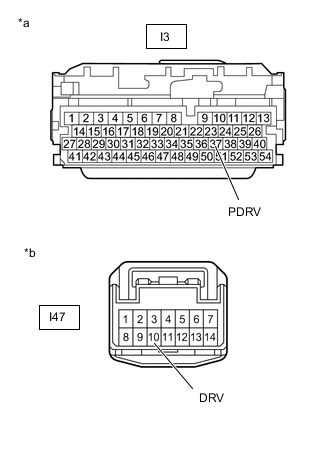 *a
I3
1 2 3 4 5 6 7 8 9 10 11 12 13
14 15 16 17 18 19 20 21 22 23 24 25 26
27 28 29 30 31 32 33 34 35 36 37 38 39 40
41 42 43 44 45 46 47 48 49 50 51 52 53 54
PDRV
*b
I47
1 2 3 4 5 6 7
8 9 10 11 12 13 14
DRV